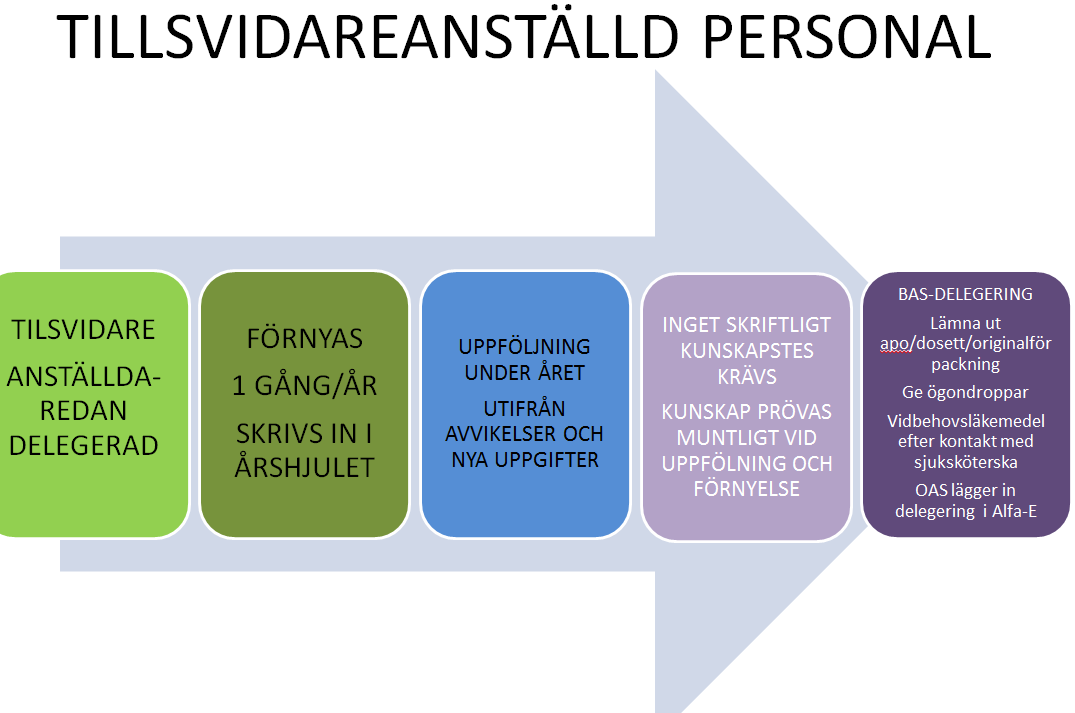 TILLSVIDAREANSTÄLLD PERSONAL
TILSVIDARE
ANSTÄLLDA-
REDAN
DELEGERAD
FÖRNYAS
1 GÅNG/ÅR
SKRIVS IN I
ÅRSHJULET
UPPFÖLJNING
UNDER ÅRET
UTIFRÅN
AVVIKELSER OCH
NYA UPPGIFTER
INGET SKRIFTLIGT
KUNSKAPSTES
KRÄVS
KUNSKAP PRÖVAS
MUNTLIGT VID
UPPFÖLNING OCH
FÖRNYELSE
BAS-DELEGERING
Lämna ut
apo/dosett/originalför
packning
Ge ögondroppar
Vidbehovsläkemedel
efter kontakt med
sjuksköterska
OAS lägger in
delegering i Alfa-E